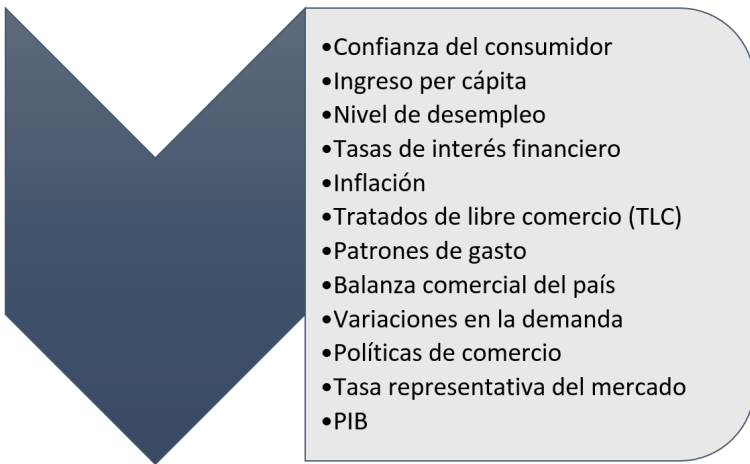 •Confianza del consumidor
•Ingreso per cápita
•Nivel de desempleo
•Tasas de interés financiero
•Inflación
•Tratados de libre comercio (TLC)
•Patrones de gasto
•Balanza comercial del país
•Variaciones en la demanda
•Políticas de comercio
•Tasa representativa del mercado
•PIB